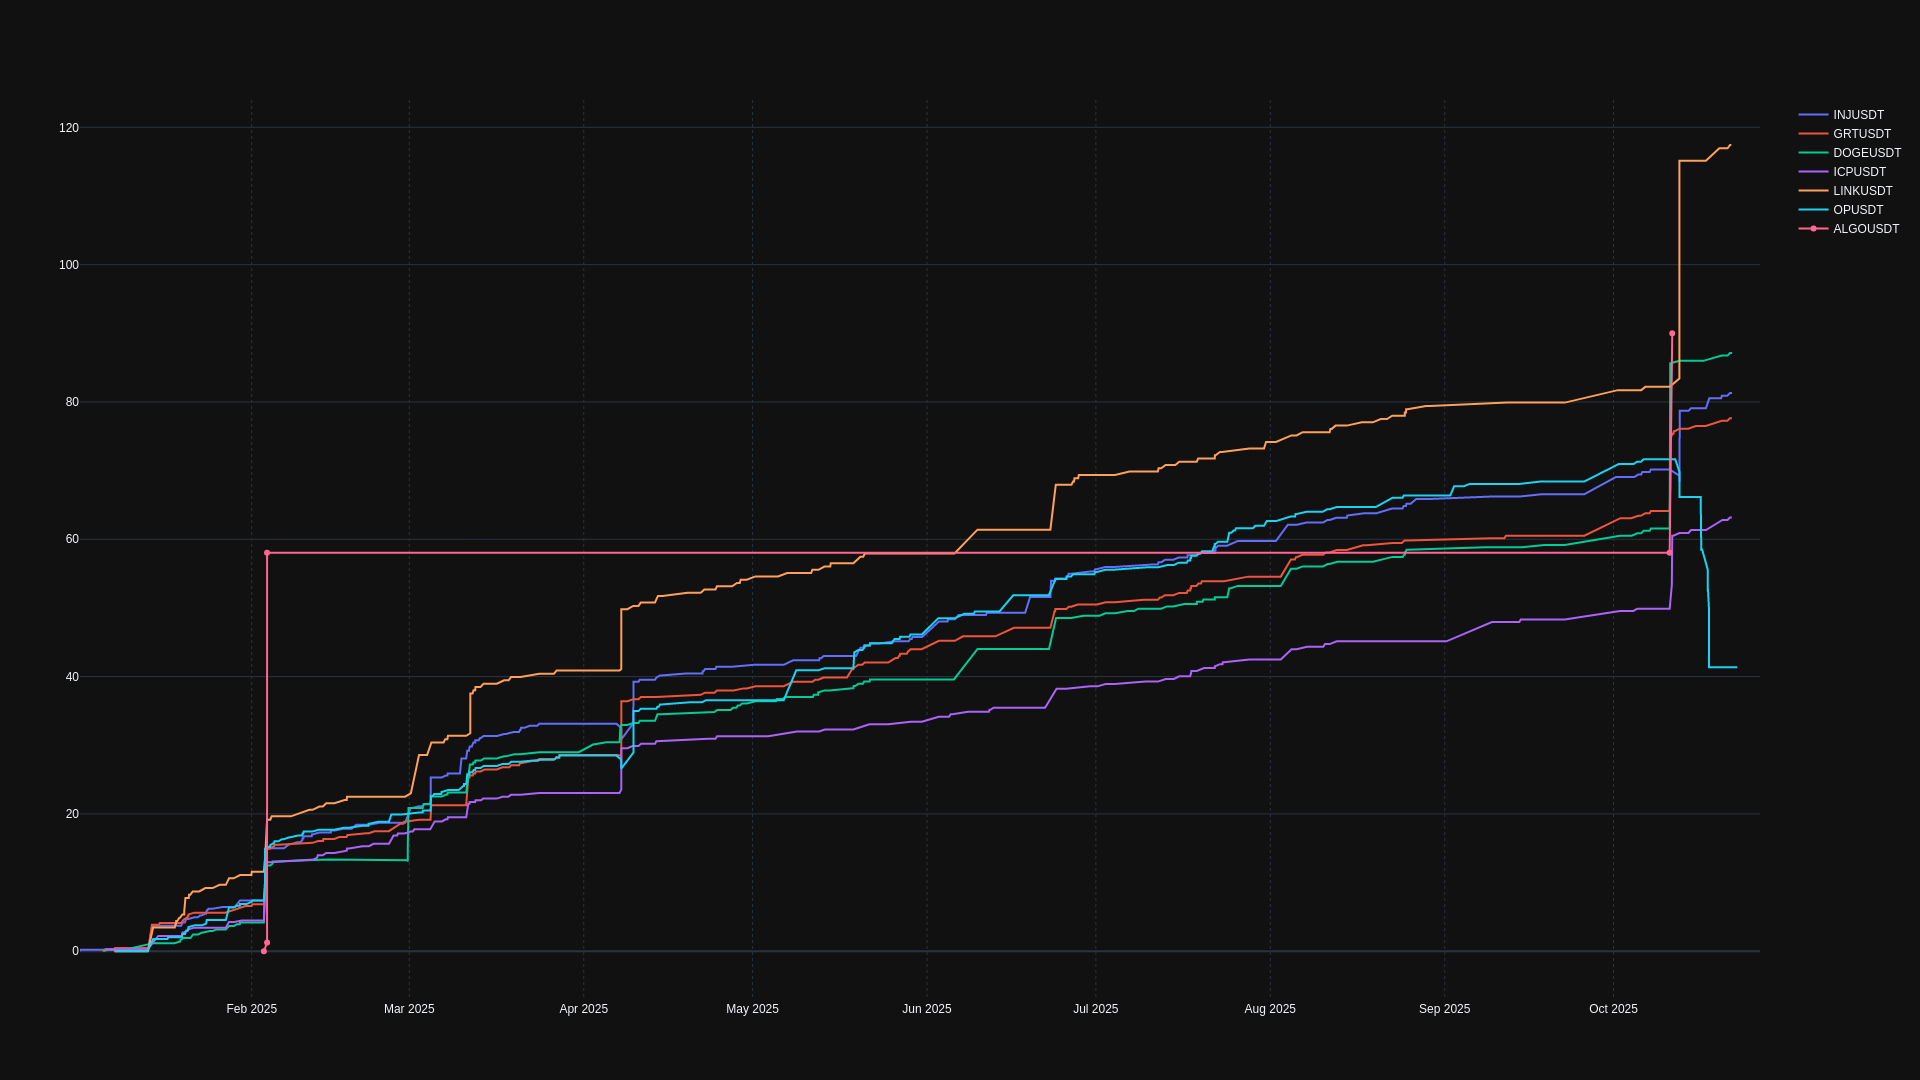 120
100
80
60
40
20
0
Feb 2025
Mar 2025
Apr 2025
May 2025
Jun 2025
Jul 2025
Aug 2025
Sep 2025
Oct 2025
INJUSDT
GRTUSDT
DOGEUSDT
ICPUSDT
LINKUSDT
OPUSDT
ALGOUSDT